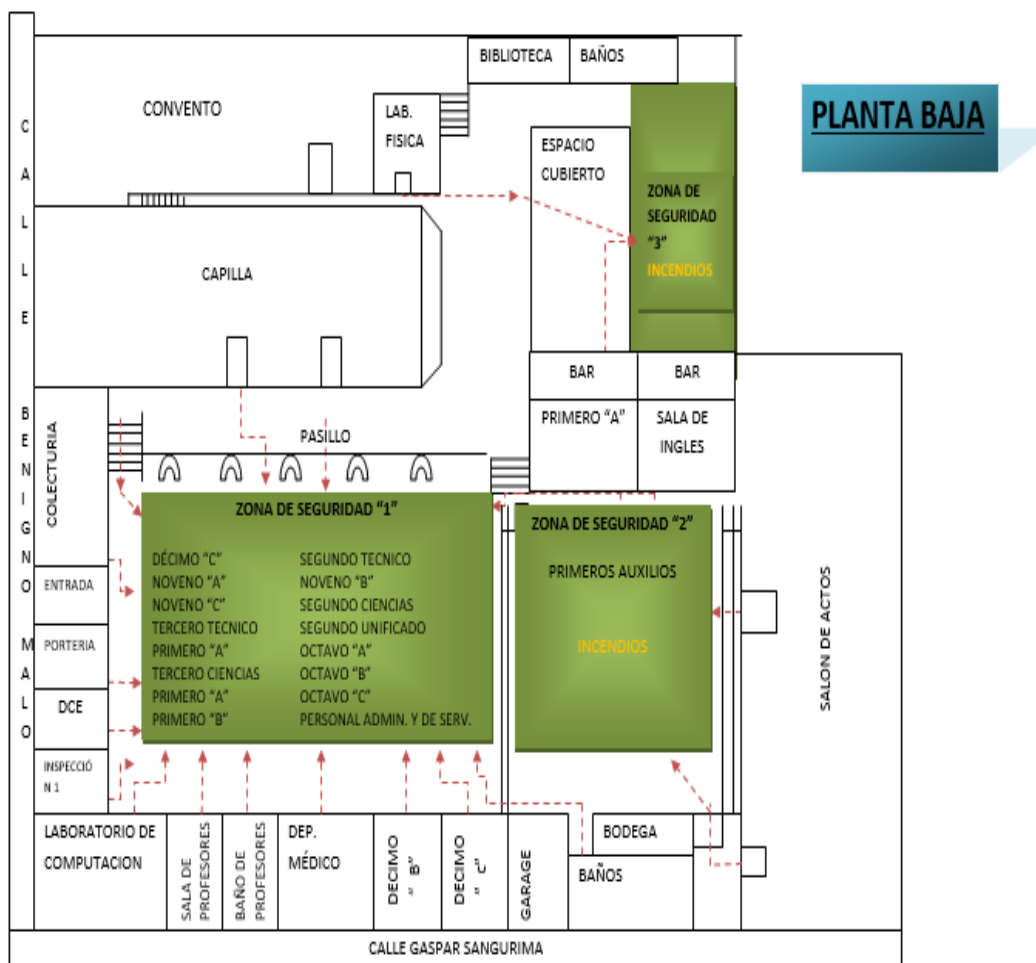 BIBLIOTECA
BAÑOS
PLANTA BAJA
CONVENTO
LAB.
FISICA
ESPACIO
CUBIERTO
ZONA DE
SEGURIDAD
“3”
INCENDIOS
CALLE BENIGNO MALO
CAPILLA
BAR
BAR
PRIMERO “A”
SALA DE
INGLES
COLECTURIA
PASILLO
ZONA DE SEGURIDAD “1”
DÉCIMO “C”
NOVENO “A”
NOVENO “C”
TERCERO TECNICO
PRIMERO “A”
TERCERO CIENCIAS
PRIMERO “A”
PRIMERO “B”
SEGUNDO TECNICO
NOVENO “B”
SEGUNDO CIENCIAS
SEGUNDO UNIFICADO
OCTAVO “A”
OCTAVO “B”
OCTAVO “C”
PERSONAL ADMIN. Y DE SERV.
ZONA DE SEGURIDAD “2”
PRIMEROS AUXILIOS
INCENDIOS
SALON DE ACTOS
ENTRADA
PORTERIA
DCE
INSPECCIÓ
N 1
LABORATORIO DE
COMPUTACION
SALA DE
PROFESORES
BAÑO DE
PROFESORES
DEP.
MÉDICO
DECIMO
“ B”
DECIMO
“ C”
GARAGE
BODEGA
BAÑOS
CALLE GASPAR SANGURIMA